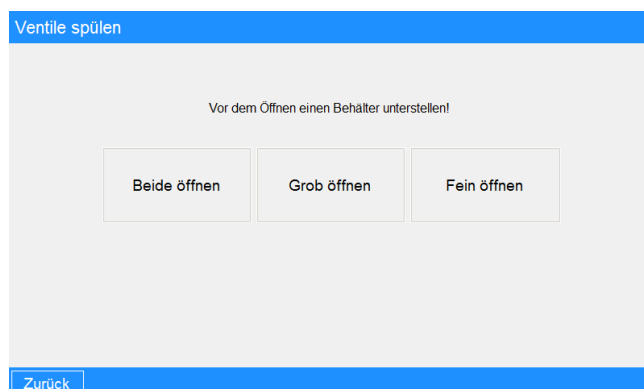 Ventile spülen
Vor dem Öffnen einen Behälter unterstellen!
Beide öffnen
Grob öffnen
Fein öffnen
Zurück